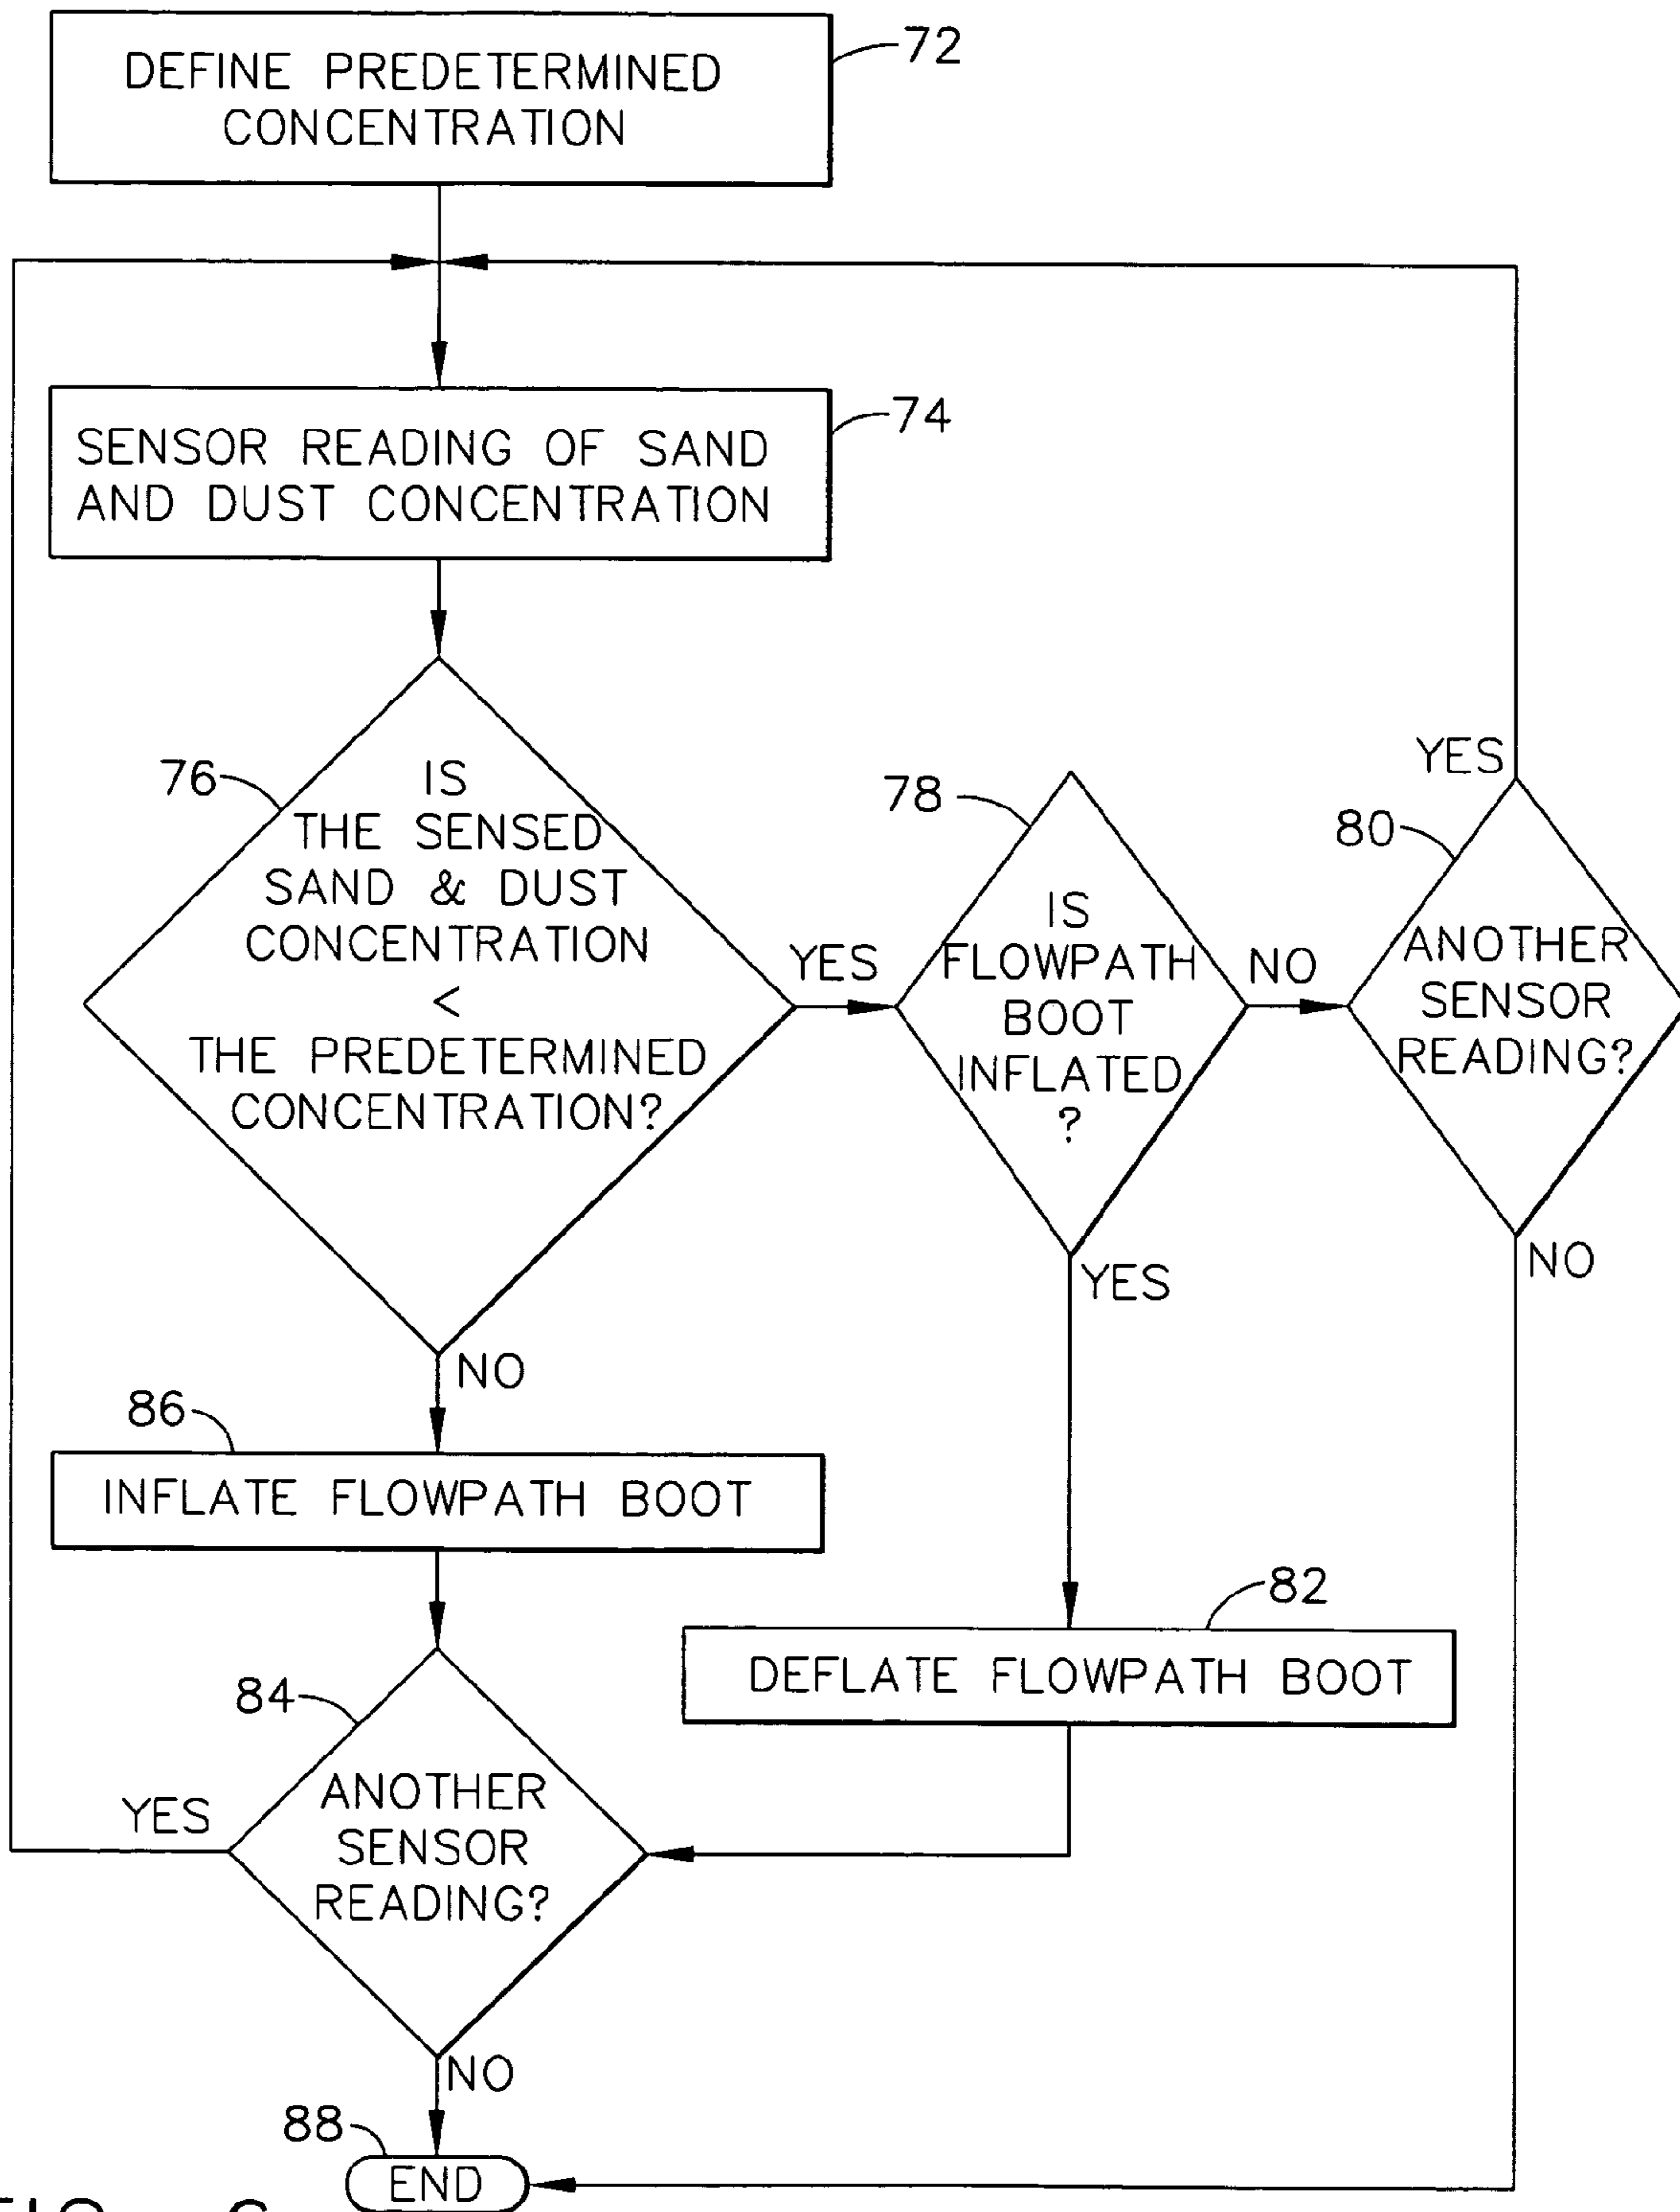 DEFINE PREDETERMINED
CONCENTRATION
72
SENSOR READING OF SAND
AND DUST CONCENTRATION
74
76
IS
THE SENSED
SAND & DUST
CONCENTRATION
<
THE PREDETERMINED
CONCENTRATION?
YES
NO
78
IS
FLOWPATH
BOOT
INFLATED
?
NO
YES
80
YES
ANOTHER
SENSOR
READING?
NO
86
INFLATE FLOWPATH BOOT
82
DEFLATE FLOWPATH BOOT
84
YES
ANOTHER
SENSOR
READING?
NO
88
END